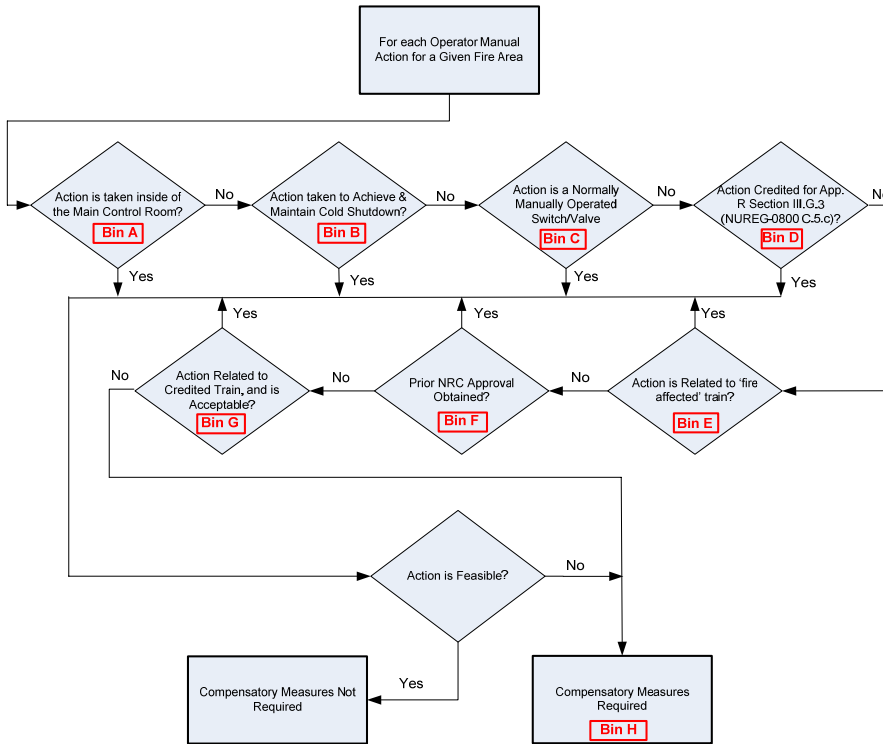 For each Operator Manual
Action for a Given Fire Area
Action is taken inside of
the Main Control Room?
Bin A
No
Yes
Action taken to Achieve &
Maintain Cold Shutdown?
Bin B
No
Yes
Action is a Normally
Manually Operated
Switch/Valve
Bin C
No
Yes
Action Credited for App.
R Section III.G.3
(NUREG-0800 C.5.c)?
Bin D
Yes
Action is Related to ‘fire
affected’ train?
Bin E
Yes
No
Prior NRC Approval
Obtained?
Bin F
Yes
No
Action Related to
Credited Train, and is
Acceptable?
Bin G
Yes
No
Action is Feasible?
No
Yes
Compensatory Measures Not
Required
Compensatory Measures
Required
Bin H